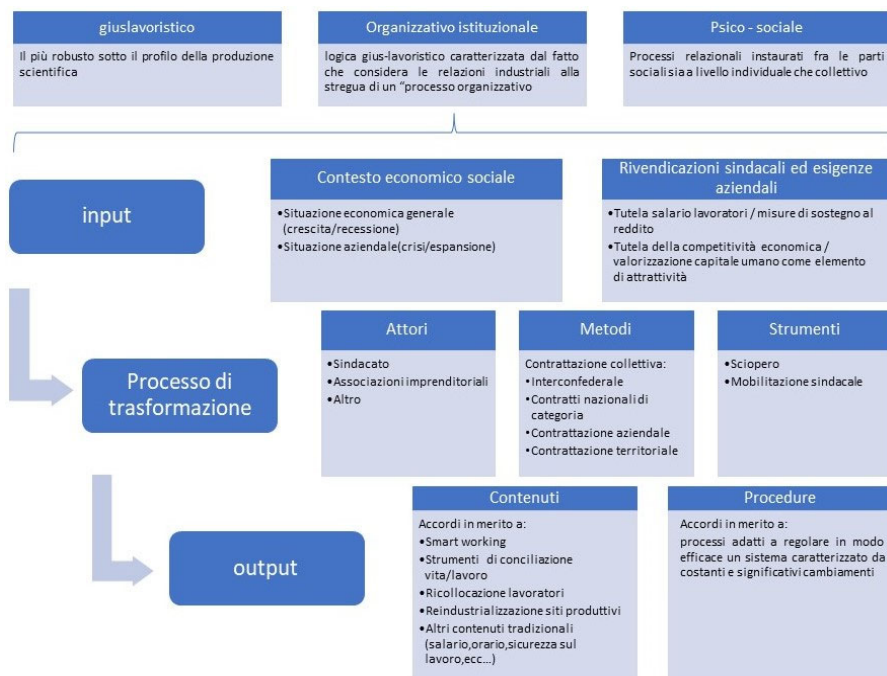 giuslavoristico
Il più robusto sotto il profilo della produzione
scientifica
Organizzativo istituzionale
logica gius-lavoristico caratterizzata dal fatto
che considera le relazioni industriali alla
stregua di un “processo organizzativo
Psico - sociale
Processi relazionali instaurati fra le parti
sociali sia a livello individuale che collettivo
input
Contesto economico sociale
•Situazione economica generale
(crescita/recessione)
•Situazione aziendale(crisi/espansione)
Rivendicazioni sindacali ed esigenze
aziendali
•Tutela salario lavoratori / misure di sostegno al
reddito
•Tutela della competitività economica /
valorizzazione capitale umano come elemento
di attrattività
Processo di
trasformazione
Attori
•Sindacato
•Associazioni imprenditoriali
•Altro
Metodi
Contrattazione collettiva:
•Interconfederale
•Contratti nazionali di
categoria
•Contrattazione aziendale
•Contrattazione territoriale
Strumenti
•Sciopero
•Mobilitazione sindacale
output
Contenuti
Accordi in merito a:
•Smart working
•Strumenti di conciliazione
vita/lavoro
•Ricollocazione lavoratori
•Reindustrializzazione siti produttivi
•Altri contenuti tradizionali
(salario,orario,sicurezza sul
lavoro,ecc...)
Procedure
Accordi in merito a:
processi adatti a regolare in modo
efficace un sistema caratterizzato da
costanti e significativi cambiamenti